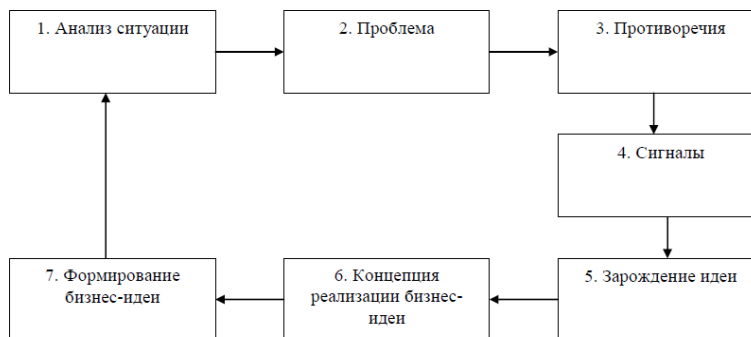 1. Анализ ситуации
2. Проблема
3. Противоречия
4. Сигналы
7. Формирование
бизнес-идеи
6. Концепция
реализации бизнес-
идеи
5. Зарождение идеи